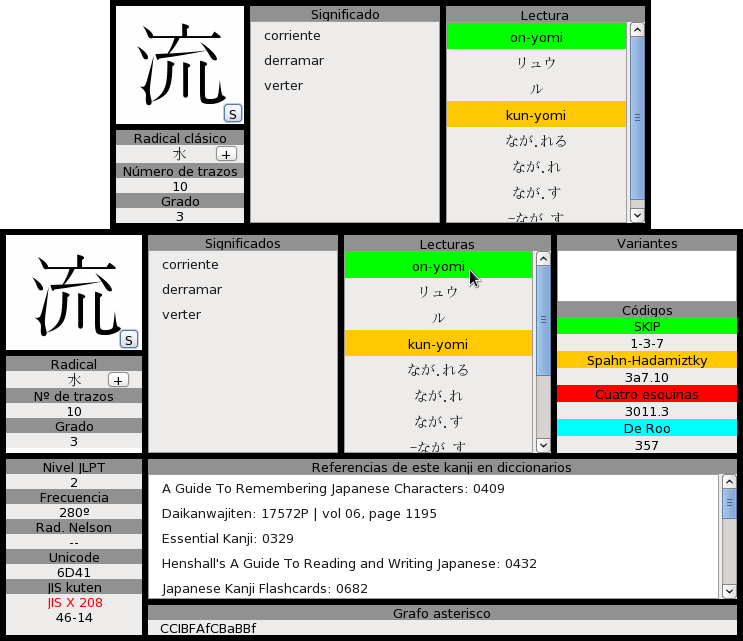 流
S
Radical clásico
水
+
Número de trazos
10
Grado
3
Significado
corriente
derramar
verter
Lectura
on-yomi
リュウ
ル
kun-yomi
なが.れる
なが.れ
なが.す
-なが.す
流
S
Radical
水
+
Nº de trazos
10
Grado
3
Significados
corriente
derramar
verter
Lecturas
on-yomi
リュウ
ル
kun-yomi
なが.れる
なが.れ
なが.す
-なが.す
Variantes
Códigos
SKIP
1-3-7
Spahn-Hadamiztky
3a7.10
Cuatro esquinas
3011.3
De Roo
357
Nivel JLPT
2
Frecuencia
280º
Rad. Nelson
--
Unicode
6D41
JIS kuten
JIS X 208
46-14
Referencias de este kanji en diccionarios
A Guide To Remembering Japanese Characters: 0409
Daikanwajiten: 17572P | vol 06, page 1195
Essential Kanji: 0329
Henshall's A Guide To Reading and Writing Japanese: 0432
Japanese Kanji Flashcards: 0682
Grafo asterisco
CCIBFAfCBaBBf